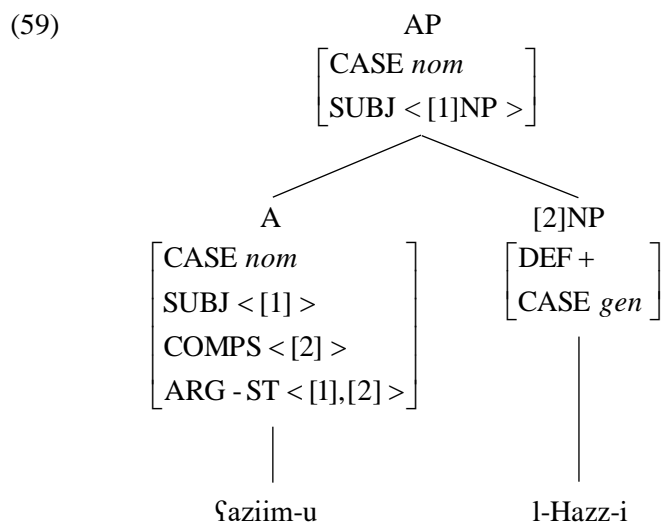 (59) AP
[CASE nom
SUBJ < [1]NP >]
A [2]NP
[CASE nom
SUBJ < [1] >
COMPS < [2] >
ARG - ST < [1],[2] >]
[DEF +
CASE gen]
ʕaziim-u l-Hazz-i